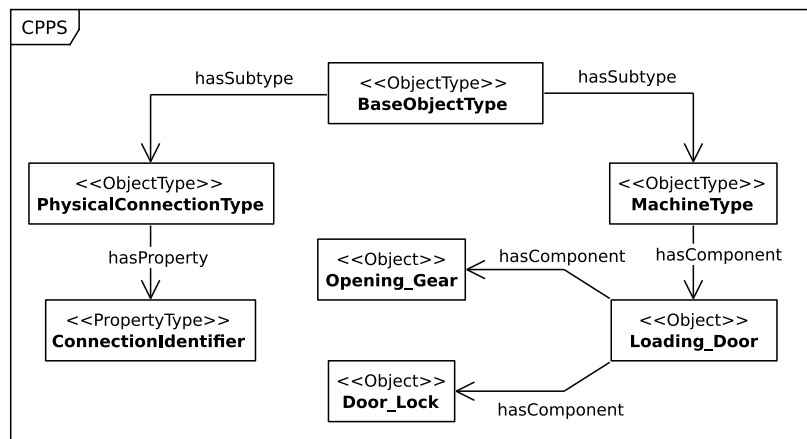 CPPS
hasSubtype
<<ObjectType>>
BaseObjectType
hasSubtype
<<ObjectType>>
PhysicalConnectionType
<<ObjectType>>
MachineType
hasProperty
<<Object>>
Opening_Gear
hasComponent
hasComponent
<<PropertyType>>
ConnectionIdentifier
<<Object>>
Loading_Door
<<Object>>
Door_Lock
hasComponent